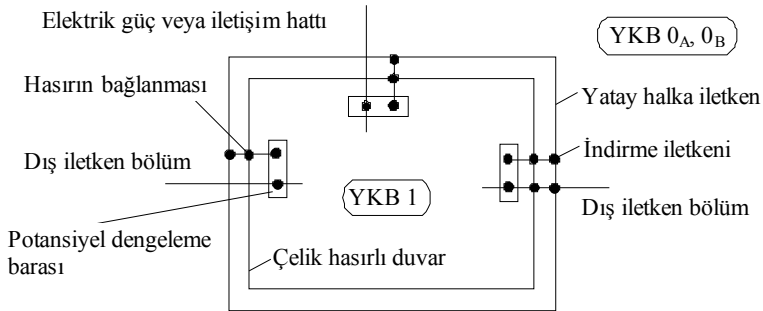 Elektrik güç veya iletişim hattı
YKB 0A, 0B
Hasırın bağlanması
Yatay halka iletken
Dış iletken bölüm
İndirme iletkeni
YKB 1
Dış iletken bölüm
Potansiyel dengeleme
barası
Çelik hasırlı duvar